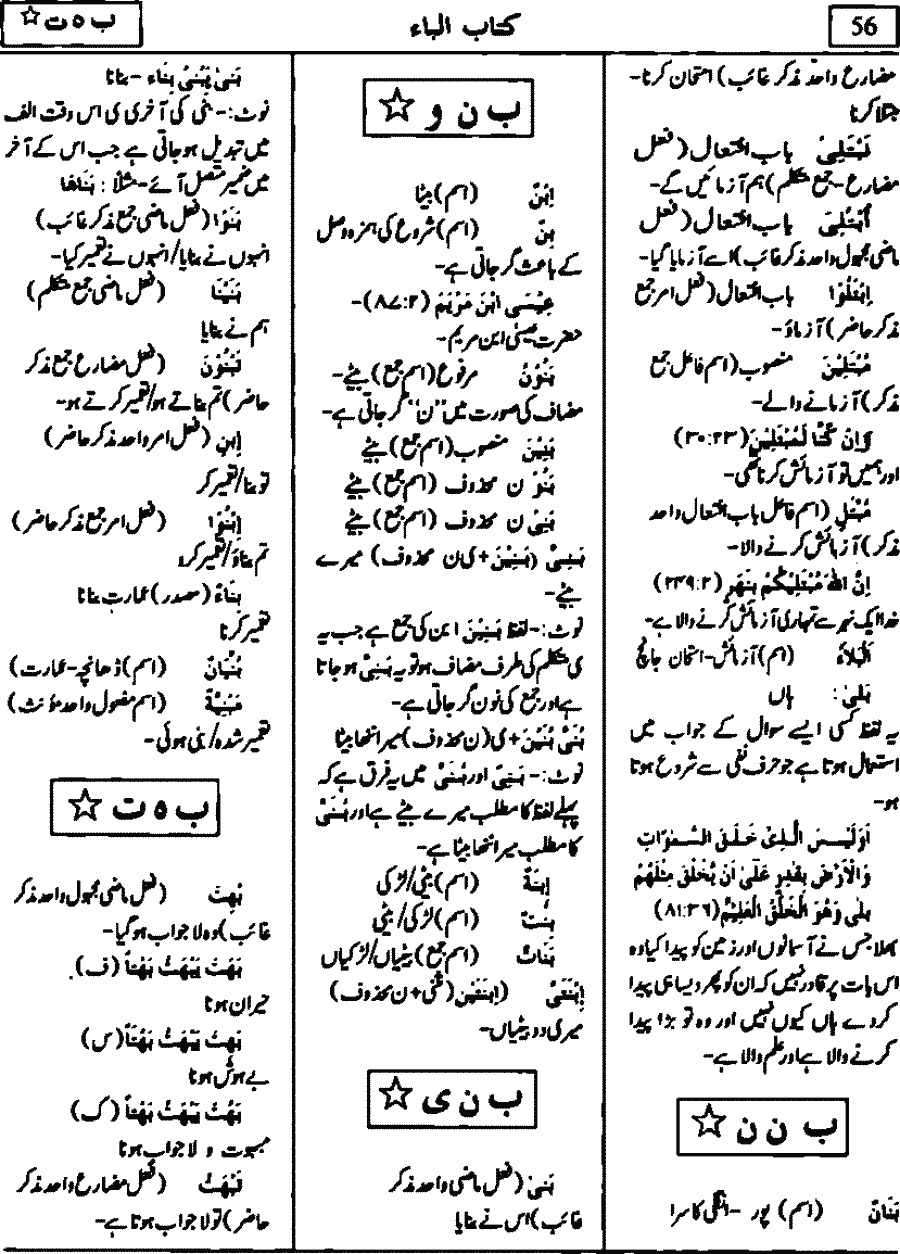 56
کتاب الباء
ب ہ ت ☆
مضارع واحد مذکر غائب) امتحان کرنا-
جتلا کرنا
نَبْتَلِیْ باب افتعال (فعل
مضارع-جمع متکلم) ہم آزمائیں گے-
اُبْتُلِیَ باب افتعال (فعل
ماضی مجہول واحد مذکر غائب) اسے آزمایا گیا-
اِبْتَلُوْا باب افتعال (فعل امر جمع
مذکر حاضر) آزماؤ-
مُبْتَلِیْنَ منصوب (اسم فاعل جمع
مذکر) آزمانے والے-
وَاِنْ کُنَّا لَمُبْتَلِیْنَ (۳۰:۲۳)
اور ہمیں تو آزمائش کرنا تھی-
مُبْتَلٍ (اسم فاعل باب افتعال واحد
مذکر) آزمائش کرنے والا-
اِنَّ اللّٰهَ مُبْتَلِیْکُمْ بِنَهَرٍ (۲۴۹:۲)
خدا ایک نہر سے تمہاری آزمائش کرنے والا ہے-
اَلْبَلَاءُ (اسم) آزمائش-امتحان جانچ
بَلٰی: ہاں
یہ لفظ کسی ایسے سوال کے جواب میں
استعمال ہوتا ہے جو حرف نفی سے شروع ہوتا
ہو-
اَوَلَیْسَ الَّذِیْ خَلَقَ السَّمٰوَاتِ
وَالْاَرْضَ بِقٰدِرٍ عَلٰٓی اَنْ یَّخْلُقَ مِثْلَهُمْ
بَلٰی وَهُوَ الْخَلّٰقُ الْعَلِیْمُ (۸۱:۳۶)
بھلا جس نے آسمانوں اور زمین کو پیدا کیا وہ
اس بات پر قادر نہیں کہ ان کو پھر ویسا ہی پیدا
کر دے ہاں کیوں نہیں اور وہ تو بڑا پیدا
کرنے والا ہے اور علم والا ہے-
ب ن ن ☆
بَنَانٌ (اسم) پور -انگلی کا سرا
ب ن و ☆
اِبْنٌ (اسم) بیٹا
بْنٌ (اسم) شروع کی ہمزہ وصل
کے باعث گر جاتی ہے-
عِیْسَی ابْنَ مَرْیَمَ (۸۷:۲)-
حضرت عیسیٰ ابن مریم-
بَنُوْنَ مرفوع (اسم جمع) بیٹے-
مضاف کی صورت میں "ن" گر جاتی ہے-
بَنِیْنَ منصوب (اسم جمع) بیٹے
بَنُوْ ن محذوف (اسم جمع) بیٹے
بَنِیْ ن محذوف (اسم جمع) بیٹے
بَنِیَّ (بَنِیْنَ+ی ن محذوف) میرے
بیٹے-
نوٹ:- لفظ بَنِیْنَ ابن کی جمع ہے جب یہ
ی متکلم کی طرف مضاف ہو تو یہ بَنِیَّ ہو جاتا
ہے اور جمع کی نون گر جاتی ہے-
بُنَیَّ بُنَیْنَ+ی (ن محذوف) میرا ننھا بیٹا
نوٹ:- بَنِیَّ اور بُنَیَّ میں یہ فرق ہے کہ
پہلے لفظ کا مطلب میرے بیٹے ہے اور بُنَیَّ
کا مطلب میرا ننھا بیٹا ہے-
اِبْنَةٌ (اسم) بیٹی/لڑکی
بِنْتٌ (اسم) لڑکی/بیٹی
بَنَاتٌ (اسم جمع) بیٹیاں/لڑکیاں
اِبْنَتَیَّ (اِبْنَتَیْنِ (مثنی+ن محذوف)
میری دو بیٹیاں-
ب ن ی ☆
بَنٰی (فعل ماضی واحد مذکر
غائب) اس نے بنایا
بَنٰی یَبْنِیْ بِنَاء -بنانا
نوٹ:- بنی کی آخری ی اس وقت الف
میں تبدیل ہو جاتی ہے جب اس کے آخر
میں ضمیر متصل آئے-مثلاً: بَنَاهَا
بَنَوْا (فعل ماضی جمع مذکر غائب)
انہوں نے بنایا/انہوں نے تعمیر کیا-
بَنَیْنَا (فعل ماضی جمع متکلم)
ہم نے بنایا
تَبْنُوْنَ (فعل مضارع جمع مذکر
حاضر) تم بناتے ہو/تعمیر کرتے ہو-
اِبْنِ (فعل امر واحد مذکر حاضر)
تو بنا/تعمیر کر
اِبْنُوْا (فعل امر جمع مذکر حاضر)
تم بناؤ/تعمیر کرو
بِنَاءً (مصدر) عمارت بنانا
تعمیر کرنا
بُنْیَانٌ (اسم) ڈھانچہ-عمارت)
مَبْنِیَّةٌ (اسم مفعول واحد مؤنث)
تعمیر شدہ/بنی ہوئی-
ب ہ ت ☆
بُهِتَ (فعل ماضی مجہول واحد مذکر
غائب) وہ لاجواب ہو گیا-
بَهَتَ یَبْهَتُ بَهْتاً (ف)
حیران ہونا
بَهِتَ یَبْهَتُ بَهْتاً (س)
بے ہوش ہونا
بَهُتَ یَبْهُتُ بَهْتاً (ک)
مبہوت و لاجواب ہونا
تَبْهَتُ (فعل مضارع واحد مذکر
حاضر) تو لاجواب ہوتا ہے-